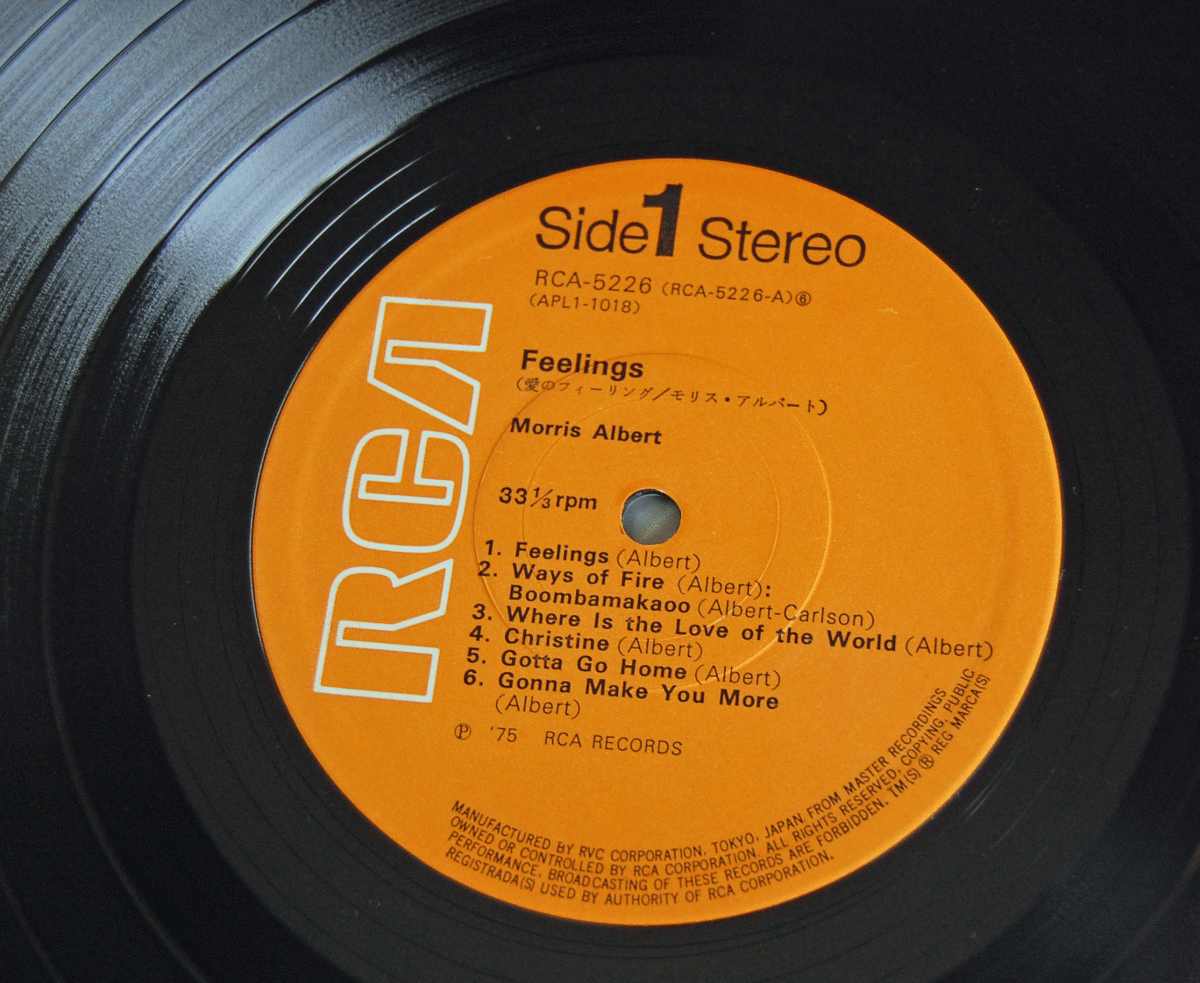 Side 1 Stereo
RCA-5226 (RCA-5226-A)⑥
(APL1-1018)
Feelings
(愛のフィーリング/モリス・アルバート)
Morris Albert
33 1/3 rpm
1. Feelings (Albert)
2. Ways of Fire (Albert):
Boombamakaoo (Albert-Carlson)
3. Where Is the Love of the World (Albert)
4. Christine (Albert)
5. Gotta Go Home (Albert)
6. Gonna Make You More
(Albert)
Ⓟ '75 RCA RECORDS
RCA
MANUFACTURED BY RVC CORPORATION, TOKYO, JAPAN. FROM MASTER RECORDINGS
OWNED OR CONTROLLED BY RCA CORPORATION. ALL RIGHTS RESERVED, COPYING, PUBLIC
PERFORMANCE, BROADCASTING OF THESE RECORDS ARE FORBIDDEN. TM(S) ® REG MARCA(S)
REGISTRADA(S) USED BY AUTHORITY OF RCA CORPORATION.